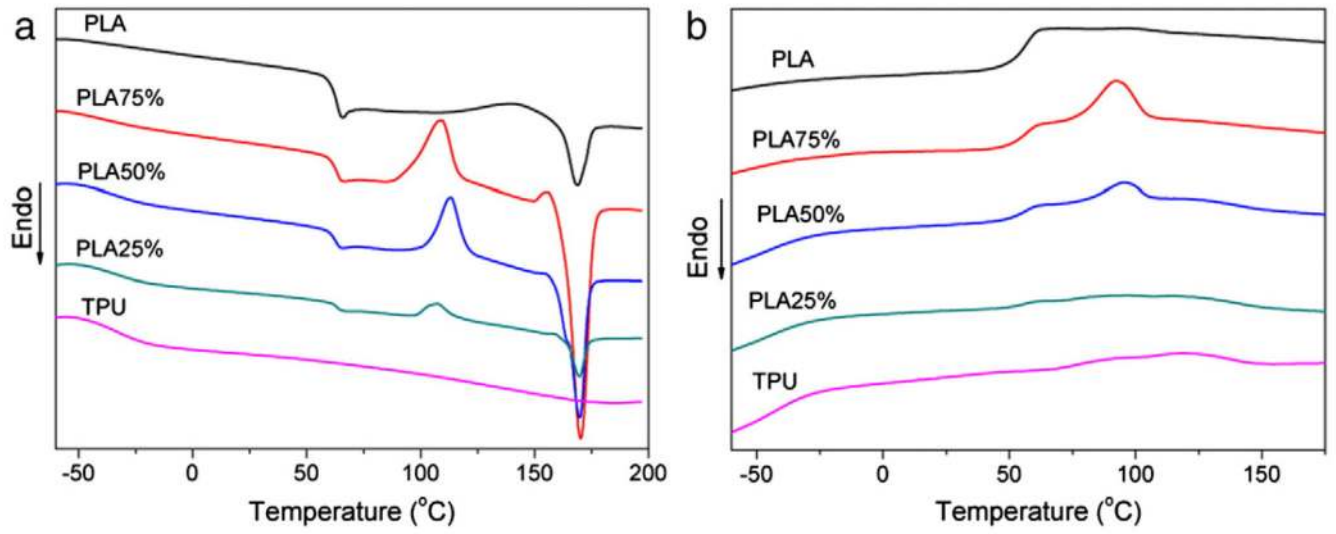 a
PLA
PLA75%
PLA50%
PLA25%
TPU
Endo
-50 0 50 100 150 200
Temperature (°C)
b
PLA
PLA75%
PLA50%
PLA25%
TPU
Endo
-50 0 50 100 150
Temperature (°C)